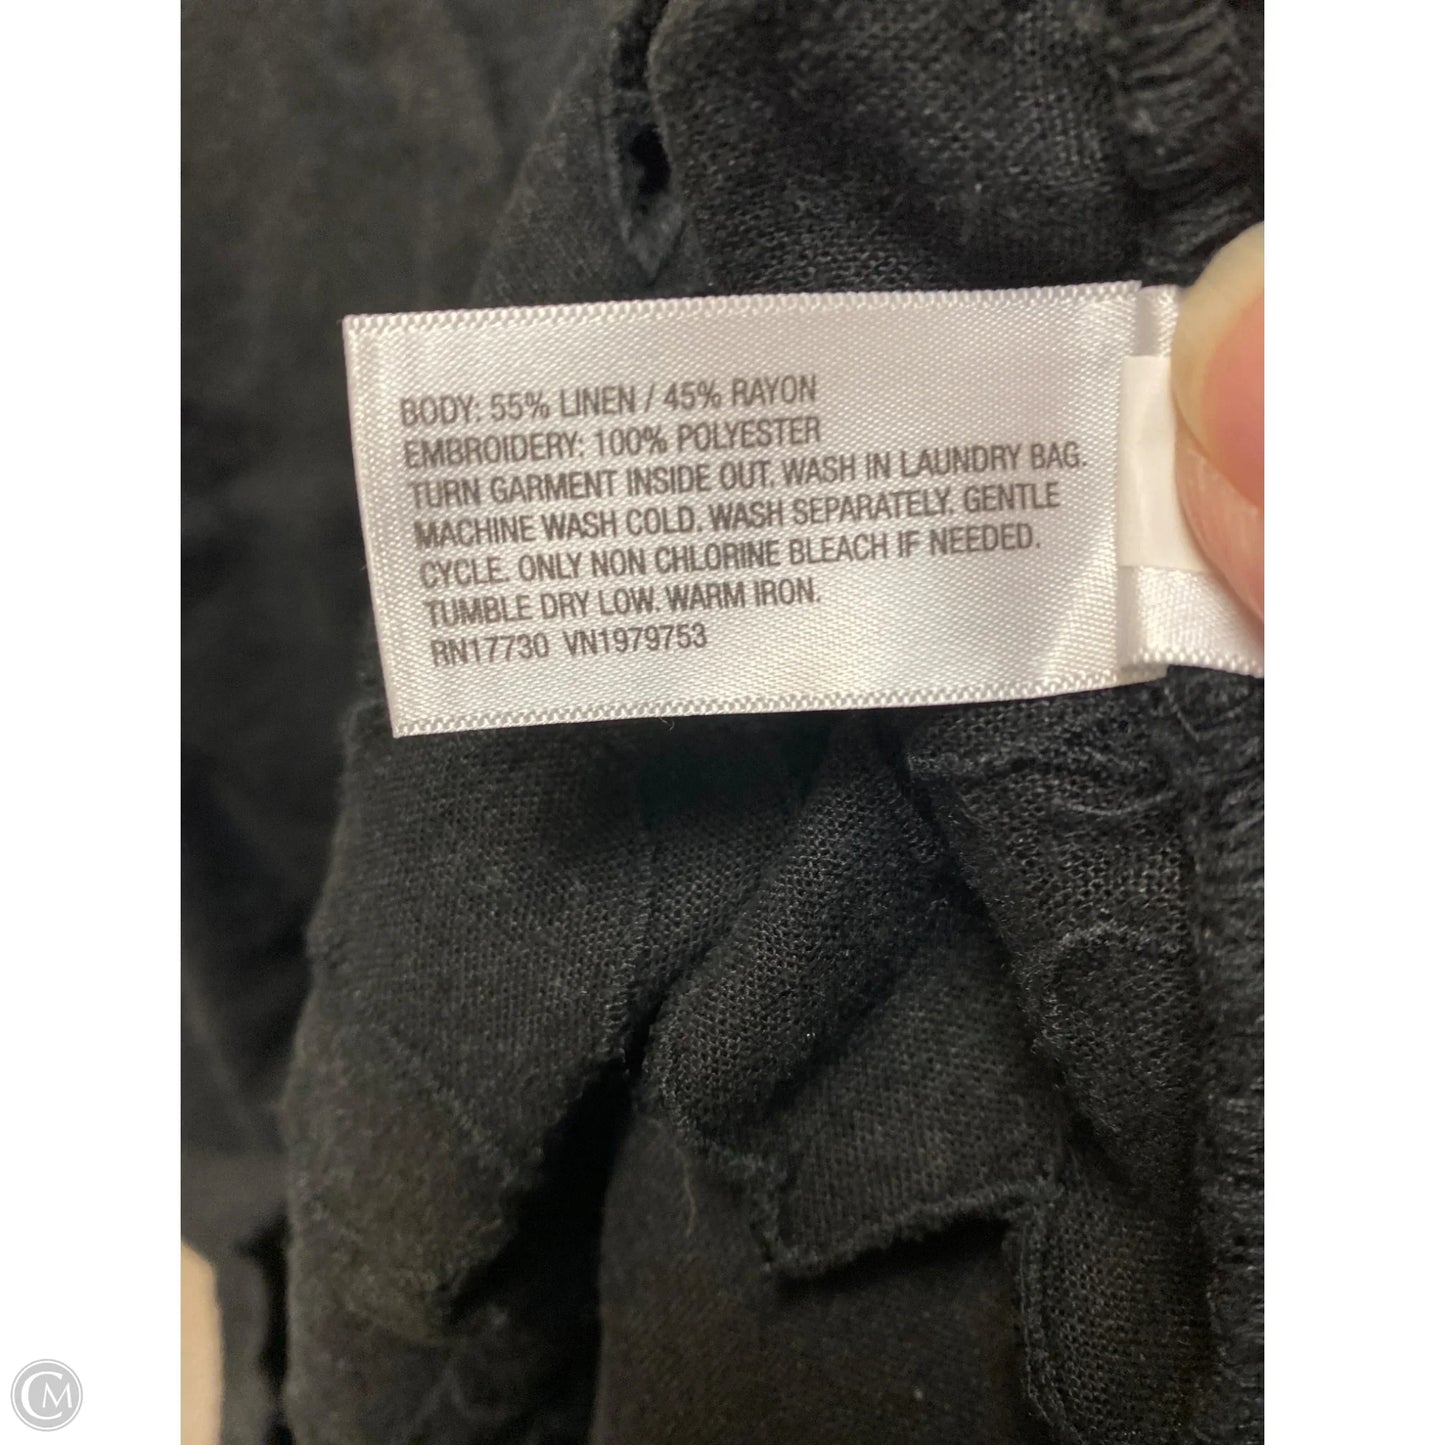 BODY: 55% LINEN / 45% RAYON
EMBROIDERY: 100% POLYESTER
TURN GARMENT INSIDE OUT. WASH IN LAUNDRY BAG.
MACHINE WASH COLD. WASH SEPARATELY. GENTLE
CYCLE. ONLY NON CHLORINE BLEACH IF NEEDED.
TUMBLE DRY LOW. WARM IRON.
RN17730 VN1979753
CM